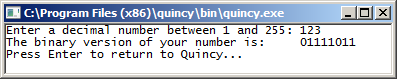 C:\Program Files (x86)\quincy\bin\quincy.exe
Enter a decimal number between 1 and 255: 123
The binary version of your number is:     01111011
Press Enter to return to Quincy...